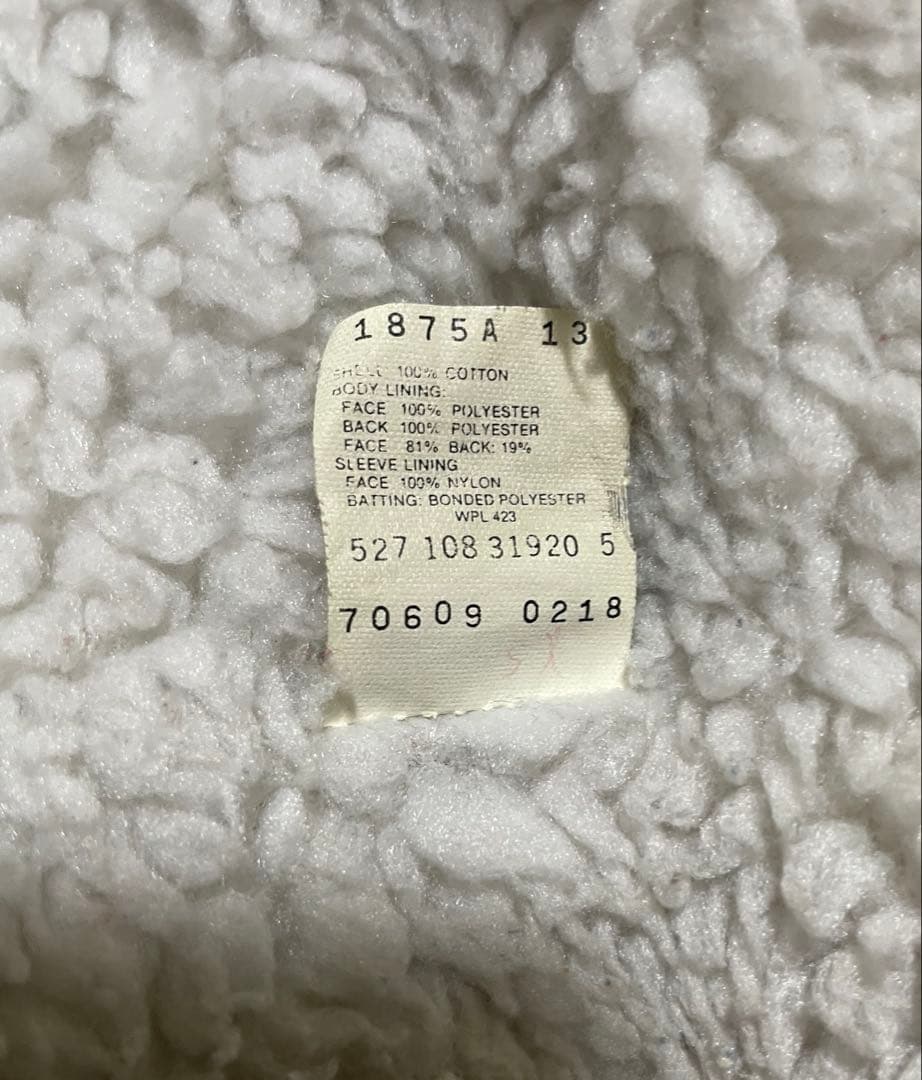 1875A 13
SHELL 100% COTTON
BODY LINING:
FACE 100% POLYESTER
BACK 100% POLYESTER
FACE 81% BACK: 19%
SLEEVE LINING
FACE 100% NYLON
BATTING: BONDED POLYESTER
WPL 423
527 108 31920 5
70609 0218